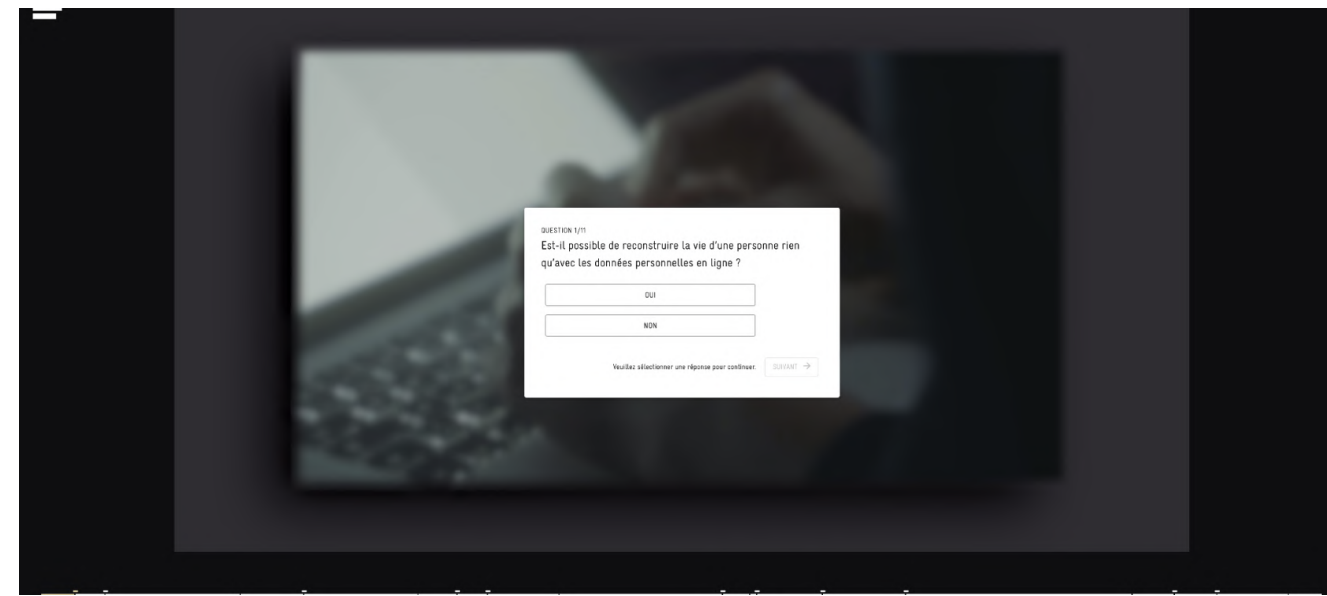 QUESTION 1/11
Est-il possible de reconstruire la vie d'une personne rien
qu'avec les données personnelles en ligne ?
OUI
NON
Veuillez sélectionner une réponse pour continuer.
SUIVANT →